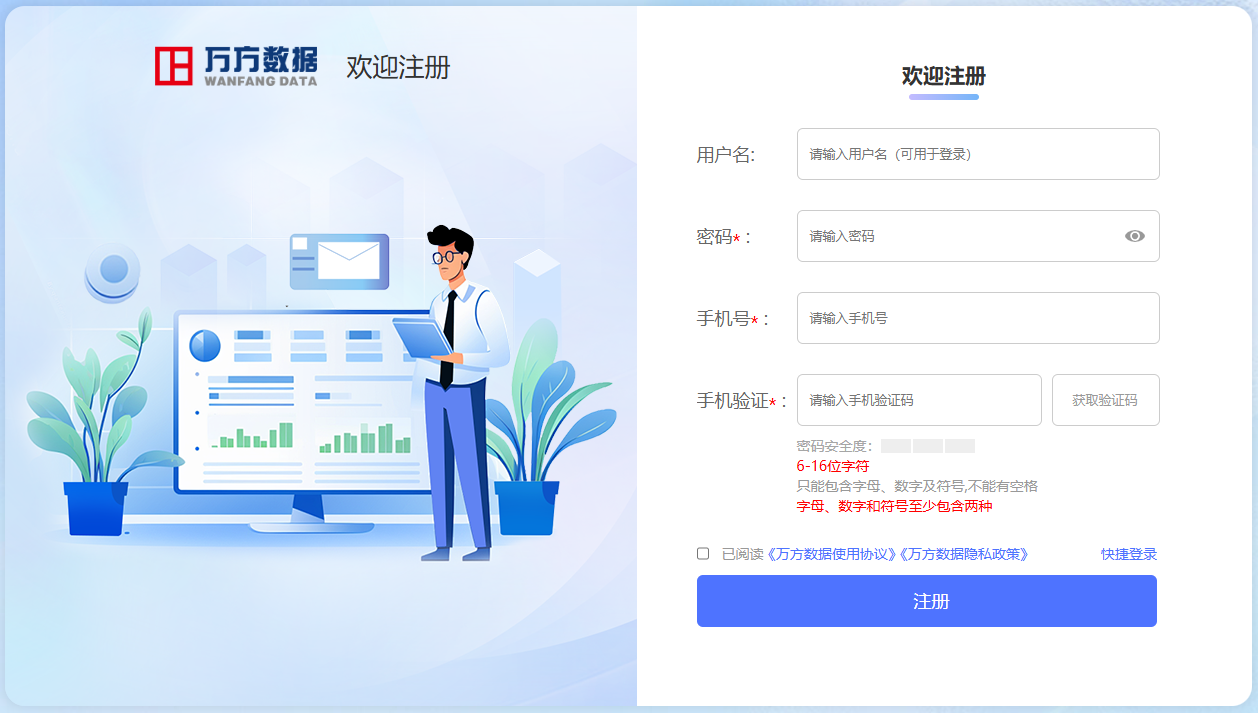 万方数据
WANFANG DATA
欢迎注册
欢迎注册
用户名:
请输入用户名（可用于登录）
密码*：
请输入密码
手机号*：
请输入手机号
手机验证*：
请输入手机验证码
获取验证码
密码安全度：
6-16位字符
只能包含字母、数字及符号,不能有空格
字母、数字和符号至少包含两种
已阅读《万方数据使用协议》《万方数据隐私政策》
快捷登录
注册